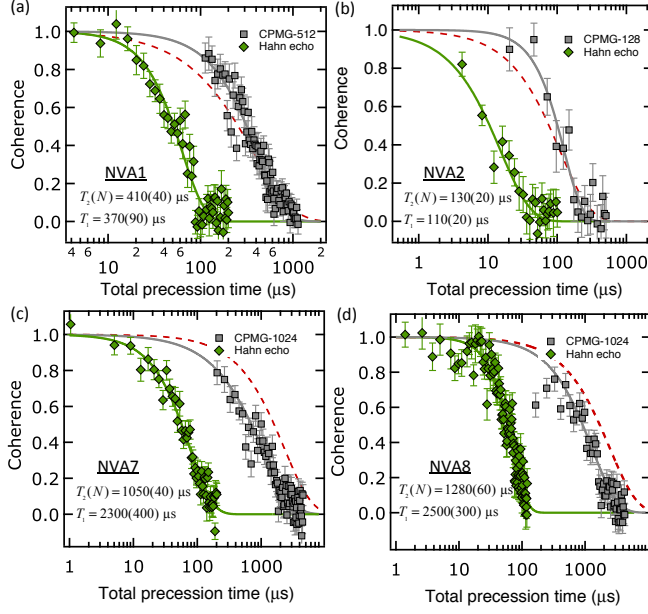 (a)
CPMG-512
Hahn echo
NVA1
T₂(N) = 410(40) μs
T₁ = 370(90) μs
Coherence
1.0
0.8
0.6
0.4
0.2
0.0
4 6 10 2 4 6 100 2 4 6 1000 2
Total precession time (μs)
(b)
CPMG-128
Hahn echo
NVA2
T₂(N) = 130(20) μs
T₁ = 110(20) μs
Coherence
1.0
0.8
0.6
0.4
0.2
0.0
1 10 100 1000
Total precession time (μs)
(c)
CPMG-1024
Hahn echo
NVA7
T₂(N) = 1050(40) μs
T₁ = 2300(400) μs
Coherence
1.0
0.8
0.6
0.4
0.2
0.0
1 10 100 1000
Total precession time (μs)
(d)
CPMG-1024
Hahn echo
NVA8
T₂(N) = 1280(60) μs
T₁ = 2500(300) μs
Coherence
1.0
0.8
0.6
0.4
0.2
0.0
1 10 100 1000
Total precession time (μs)